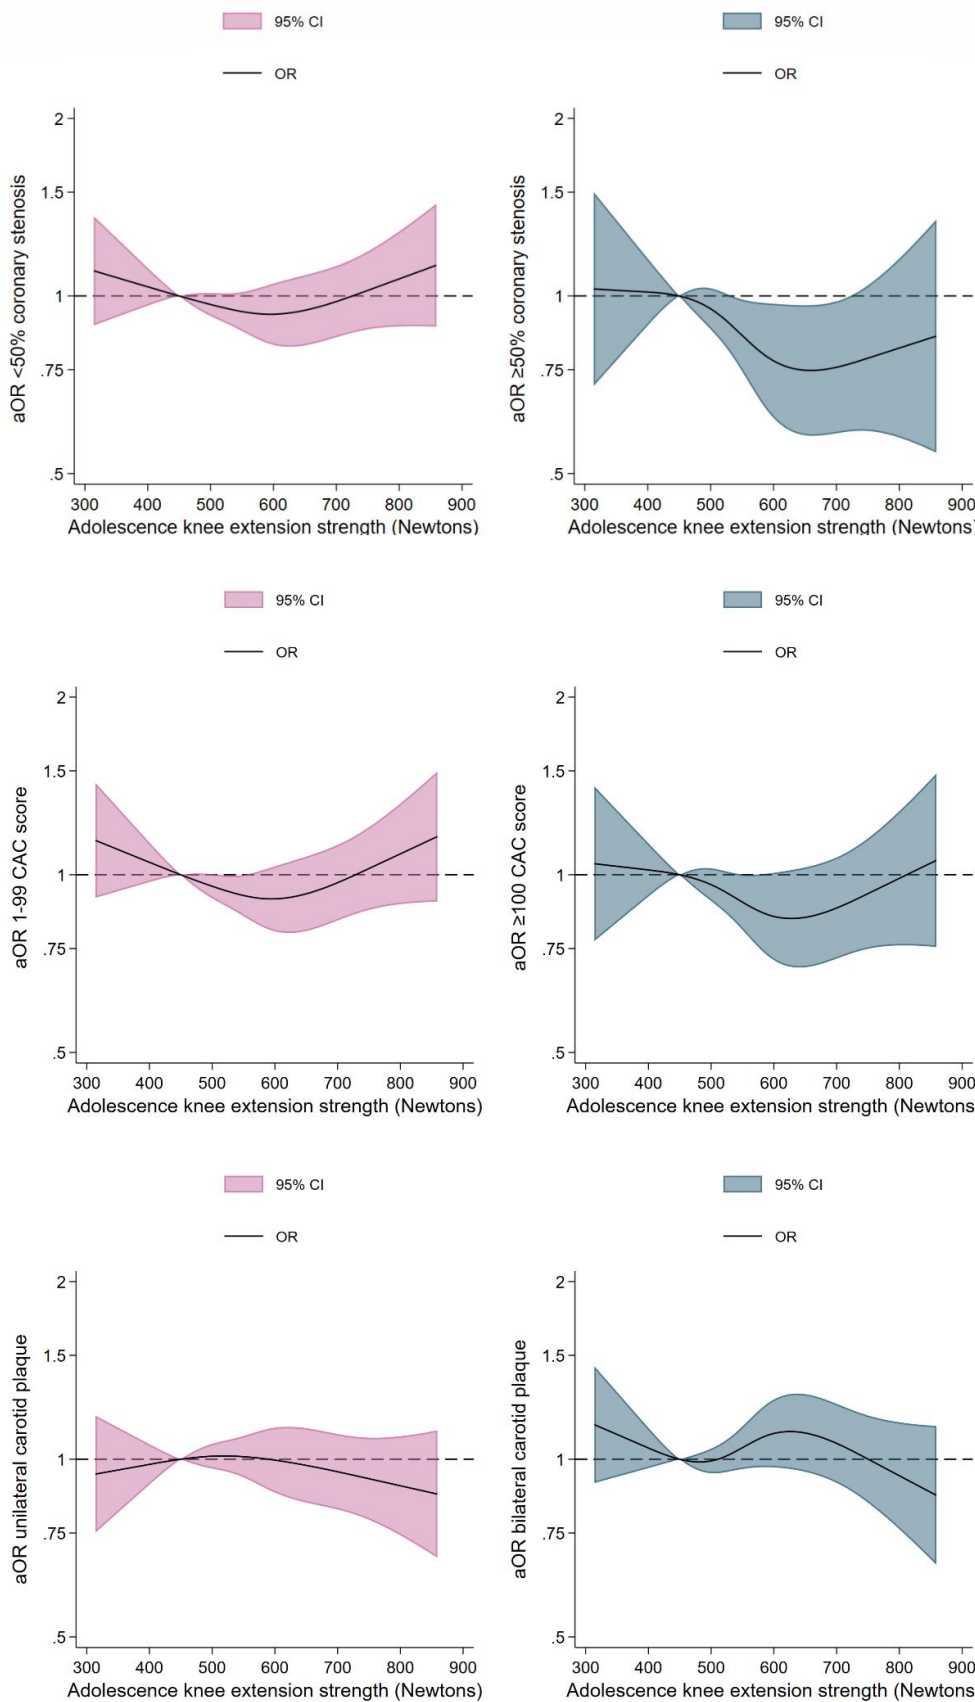 95% CI
OR
aOR <50% coronary stenosis
2
1.5
1
.75
.5
300 400 500 600 700 800 900
Adolescence knee extension strength (Newtons)
95% CI
OR
aOR ≥50% coronary stenosis
2
1.5
1
.75
.5
300 400 500 600 700 800 900
Adolescence knee extension strength (Newtons)
95% CI
OR
aOR 1-99 CAC score
2
1.5
1
.75
.5
300 400 500 600 700 800 900
Adolescence knee extension strength (Newtons)
95% CI
OR
aOR ≥100 CAC score
2
1.5
1
.75
.5
300 400 500 600 700 800 900
Adolescence knee extension strength (Newtons
95% CI
OR
aOR unilateral carotid plaque
2
1.5
1
.75
.5
300 400 500 600 700 800 900
Adolescence knee extension strength (Newtons)
95% CI
OR
aOR bilateral carotid plaque
2
1.5
1
.75
.5
300 400 500 600 700 800 900
Adolescence knee extension strength (Newtons